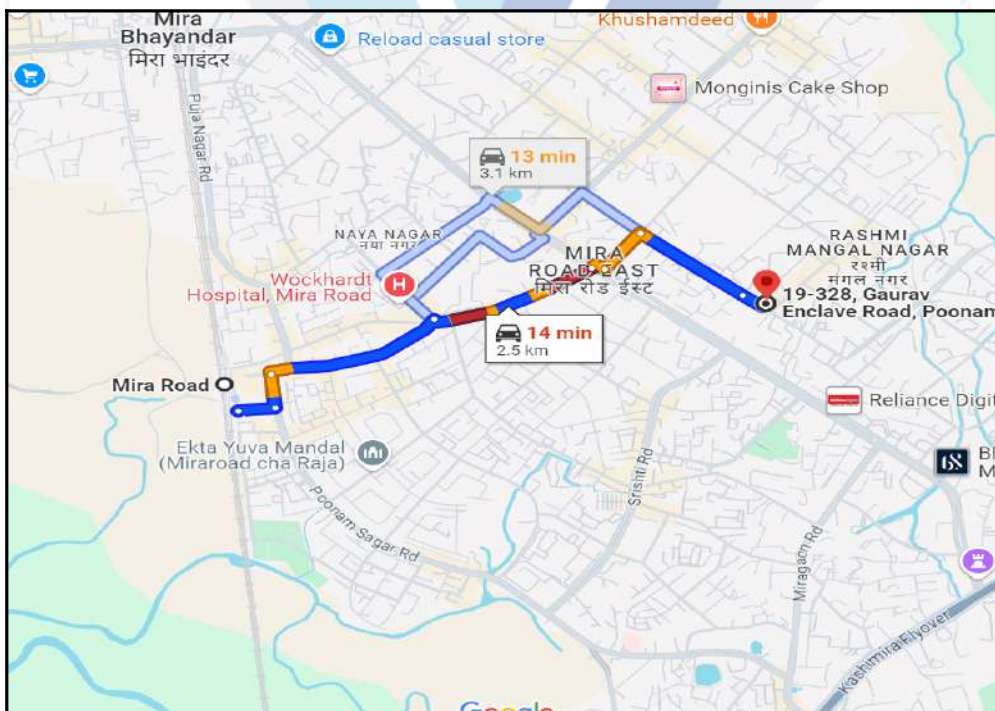 Mira
Bhayandar
मिरा भाइंदर
Reload casual store
Khushamdeed
Monginis Cake Shop
Puja Nagar Rd
13 min
3.1 km
NAYA NAGAR
नया नगर
Wockhardt
Hospital, Mira Road
MIRA
ROAD EAST
मिरा रोड ईस्ट
RASHMI
MANGAL NAGAR
रश्मी
मंगल नगर
19-328, Gaurav
Enclave Road, Poonam
14 min
2.5 km
Mira Road
Reliance Digit
Ekta Yuva Mandal
(Miraroad cha Raja)
Srishti Rd
Poonam Sagar Rd
Miragaon Rd
Kashimira Flyover
Google